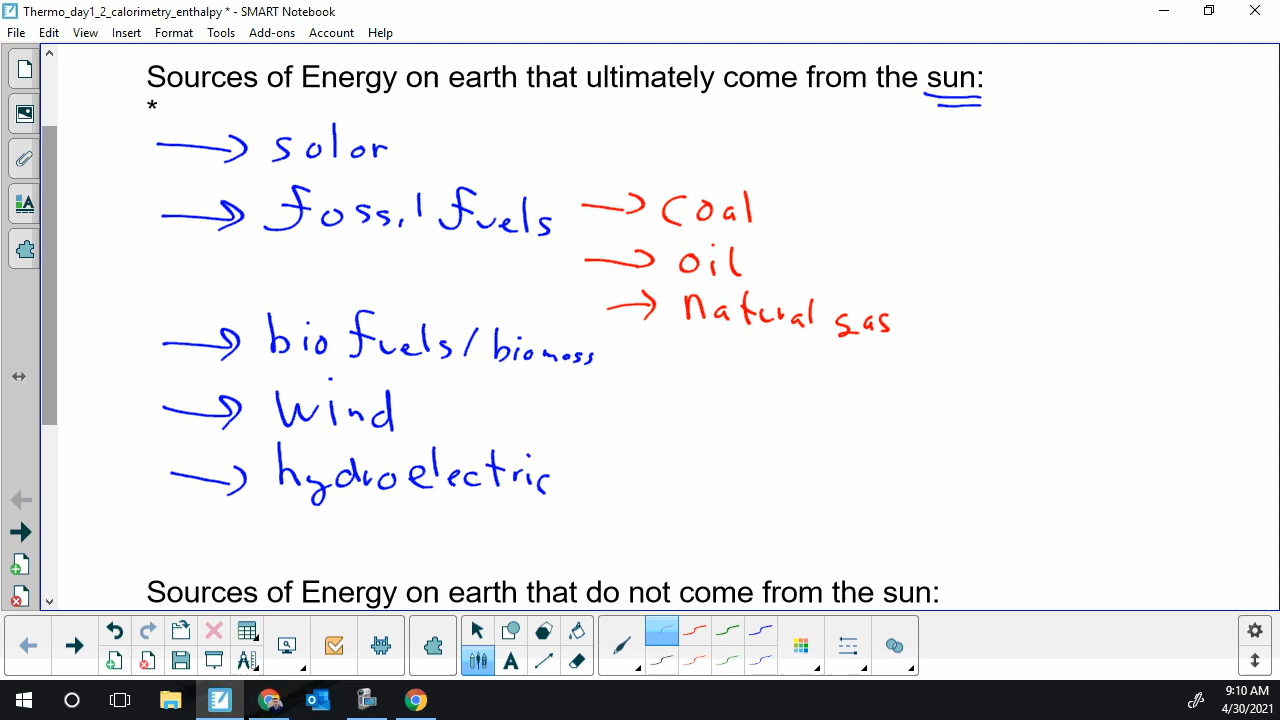 Thermo_day1_2_calorimetry_enthalpy * - SMART Notebook
File Edit View Insert Format Tools Add-ons Account Help
Sources of Energy on earth that ultimately come from the sun:
*
→ solor
→ fossil fuels → coal
→ oil
→ natural gas
→ bio fuels / biomass
→ wind
→ hydroelectric
Sources of Energy on earth that do not come from the sun:
9:10 AM
4/30/2021